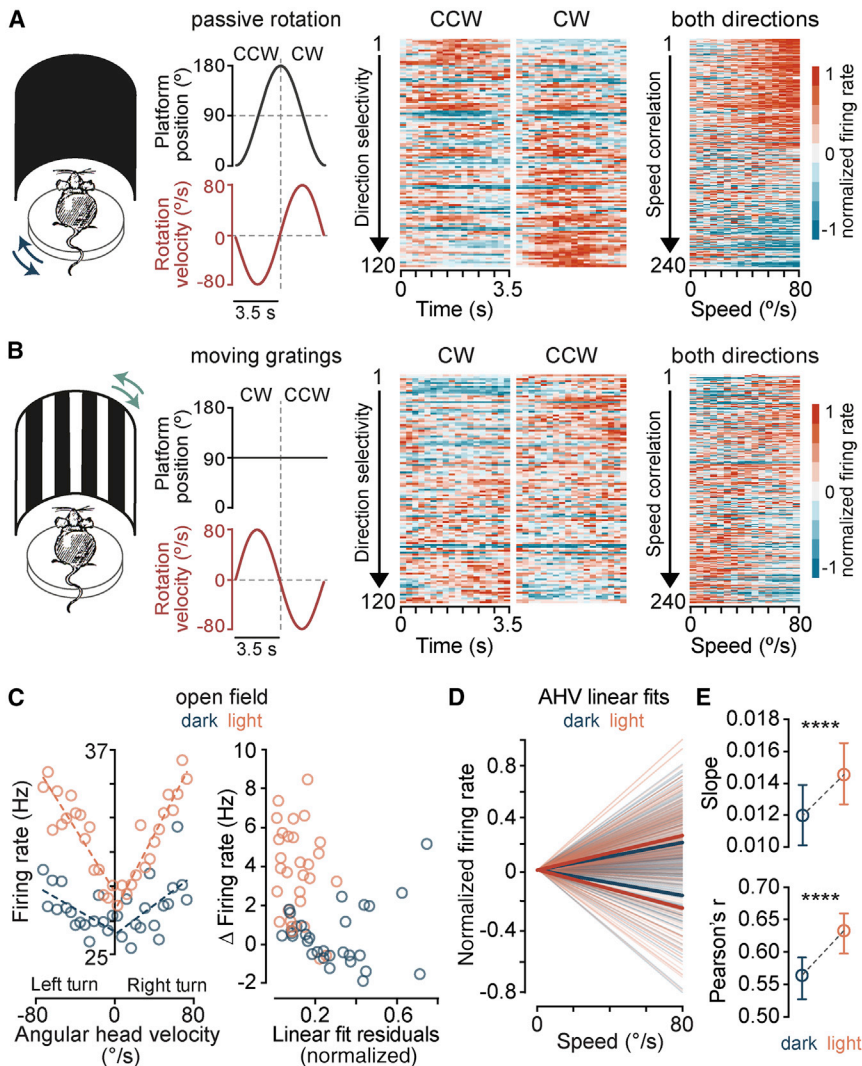 A
passive rotation
CCW CW
Platform
position (º)
180
90
0
Rotation
velocity (º/s)
80
0
-80
3.5 s
CCW CW
1
Direction selectivity
120
0 3.5
Time (s)
both directions
1
Speed correlation
240
0 80
Speed (º/s)
1
0
-1
normalized firing rate
B
moving gratings
CW CCW
Platform
position (º)
180
90
0
Rotation
velocity (º/s)
80
0
-80
3.5 s
CW CCW
1
Direction selectivity
120
0 3.5
Time (s)
both directions
1
Speed correlation
240
0 80
Speed (º/s)
1
0
-1
normalized firing rate
C
open field
dark light
Firing rate (Hz)
37
25
Left turn Right turn
-80 0 80
Angular head velocity
(°/s)
Δ Firing rate (Hz)
10
8
6
4
2
0
-2
0.2 0.6
Linear fit residuals
(normalized)
D
AHV linear fits
dark light
Normalized firing rate
0.8
0.4
0
-0.4
-0.8
0 80
Speed (°/s)
E
Slope
0.018
0.016
0.014
0.012
0.010
****
Pearson's r
0.70
0.65
0.60
0.55
0.50
****
dark light